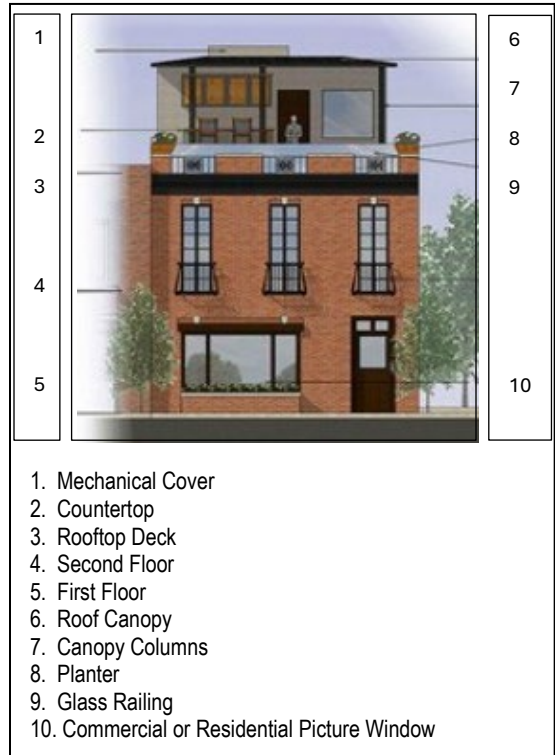 1
2
3
4
5
6
7
8
9
10
1. Mechanical Cover
2. Countertop
3. Rooftop Deck
4. Second Floor
5. First Floor
6. Roof Canopy
7. Canopy Columns
8. Planter
9. Glass Railing
10. Commercial or Residential Picture Window